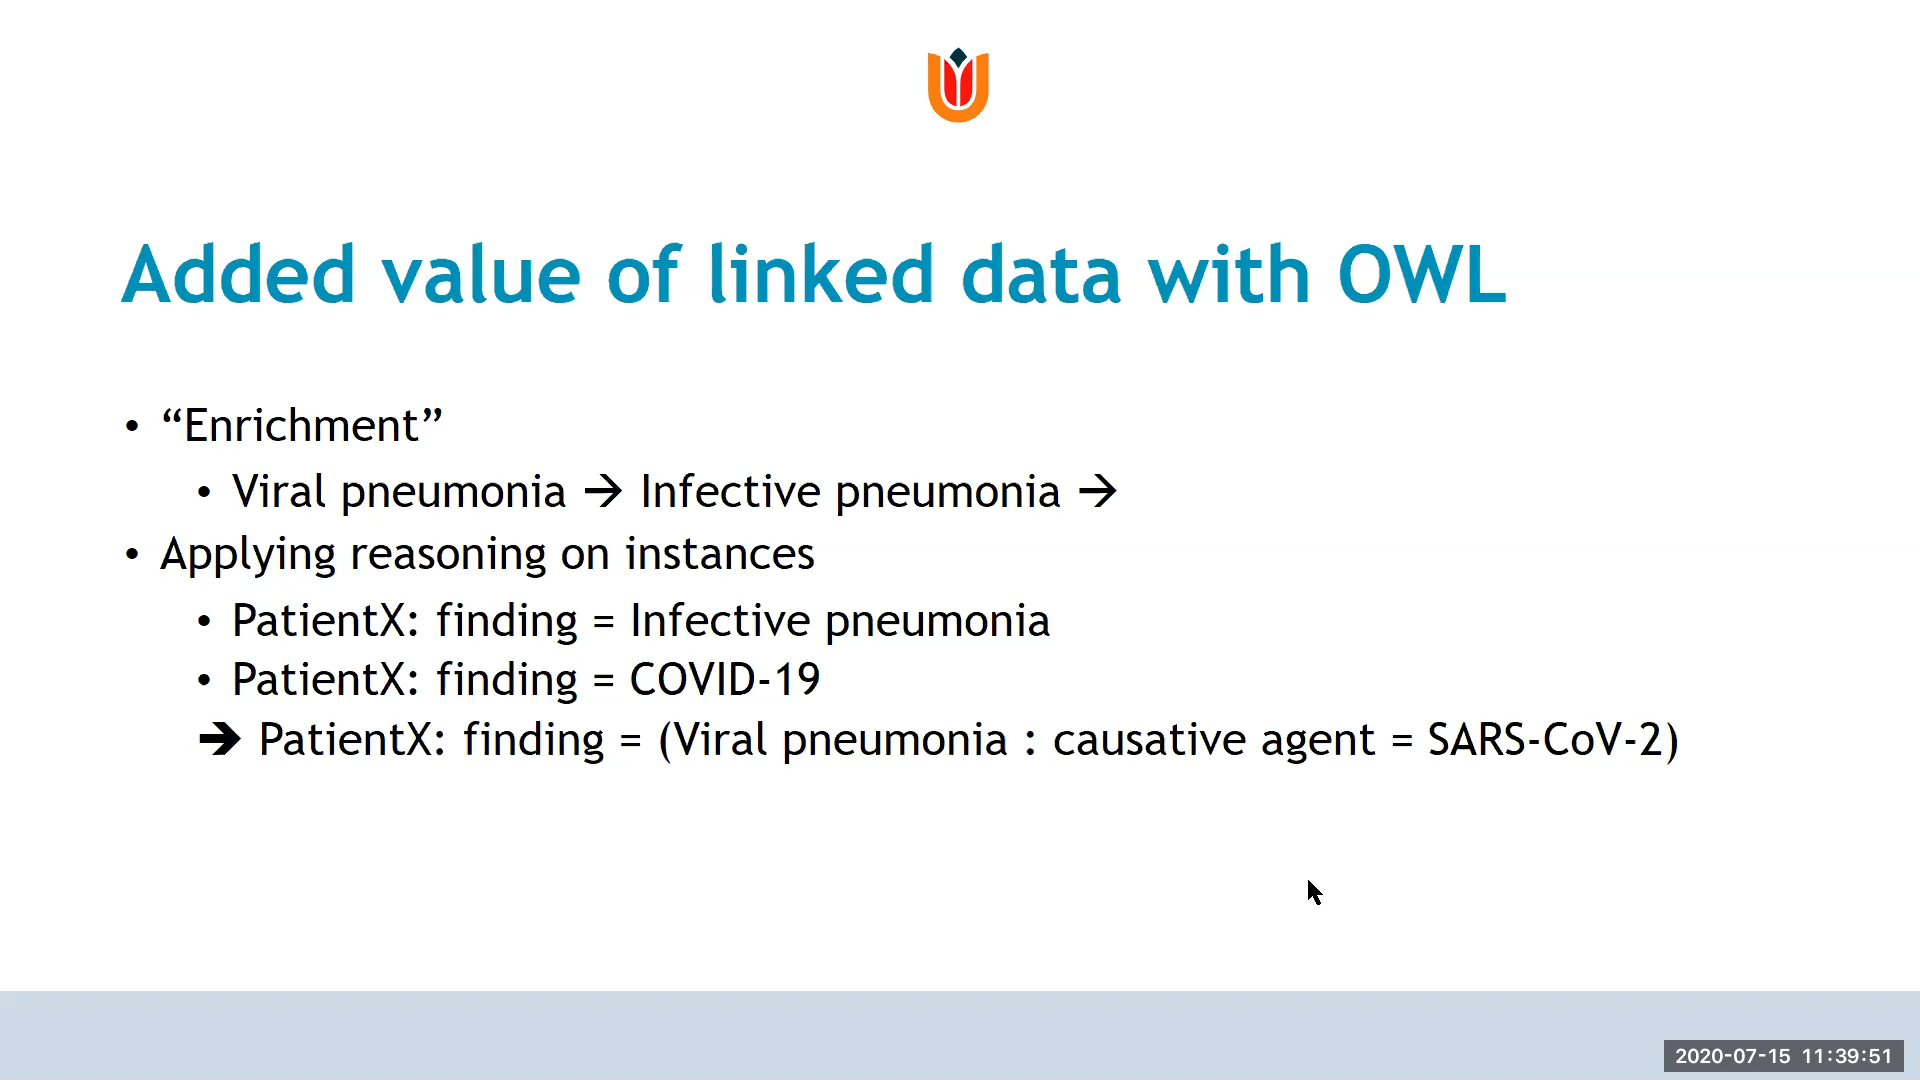 Added value of linked data with OWL
• “Enrichment”
• Viral pneumonia → Infective pneumonia →
• Applying reasoning on instances
• PatientX: finding = Infective pneumonia
• PatientX: finding = COVID-19
➔ PatientX: finding = (Viral pneumonia : causative agent = SARS-CoV-2)
2020-07-15 11:39:51